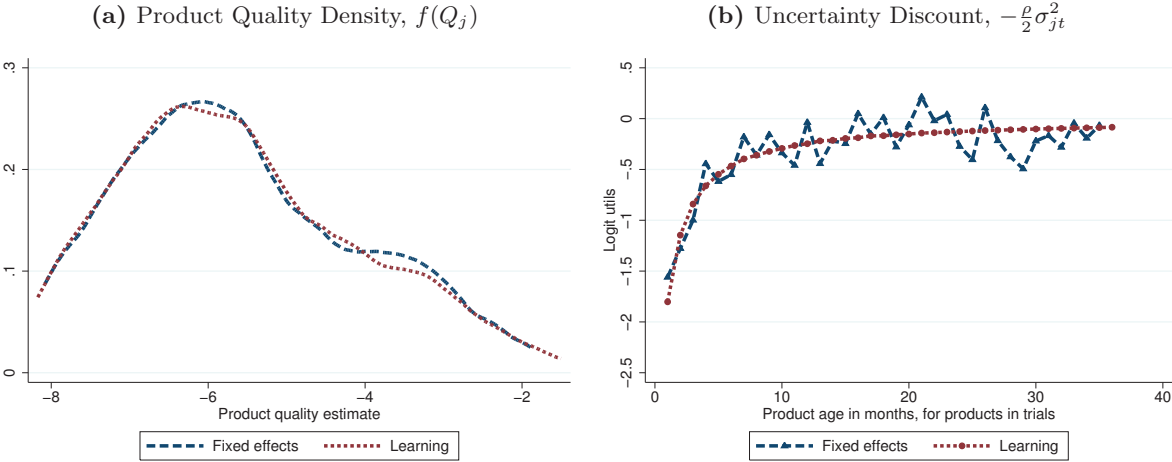 (a) Product Quality Density, f(Q_j)
.3
.2
.1
0
−8
−6
−4
−2
Product quality estimate
Fixed effects
Learning
(b) Uncertainty Discount, −ρ/2 σ²_jt
Logit utils
.5
0
−.5
−1
−1.5
−2
−2.5
0
10
20
30
40
Product age in months, for products in trials
Fixed effects
Learning